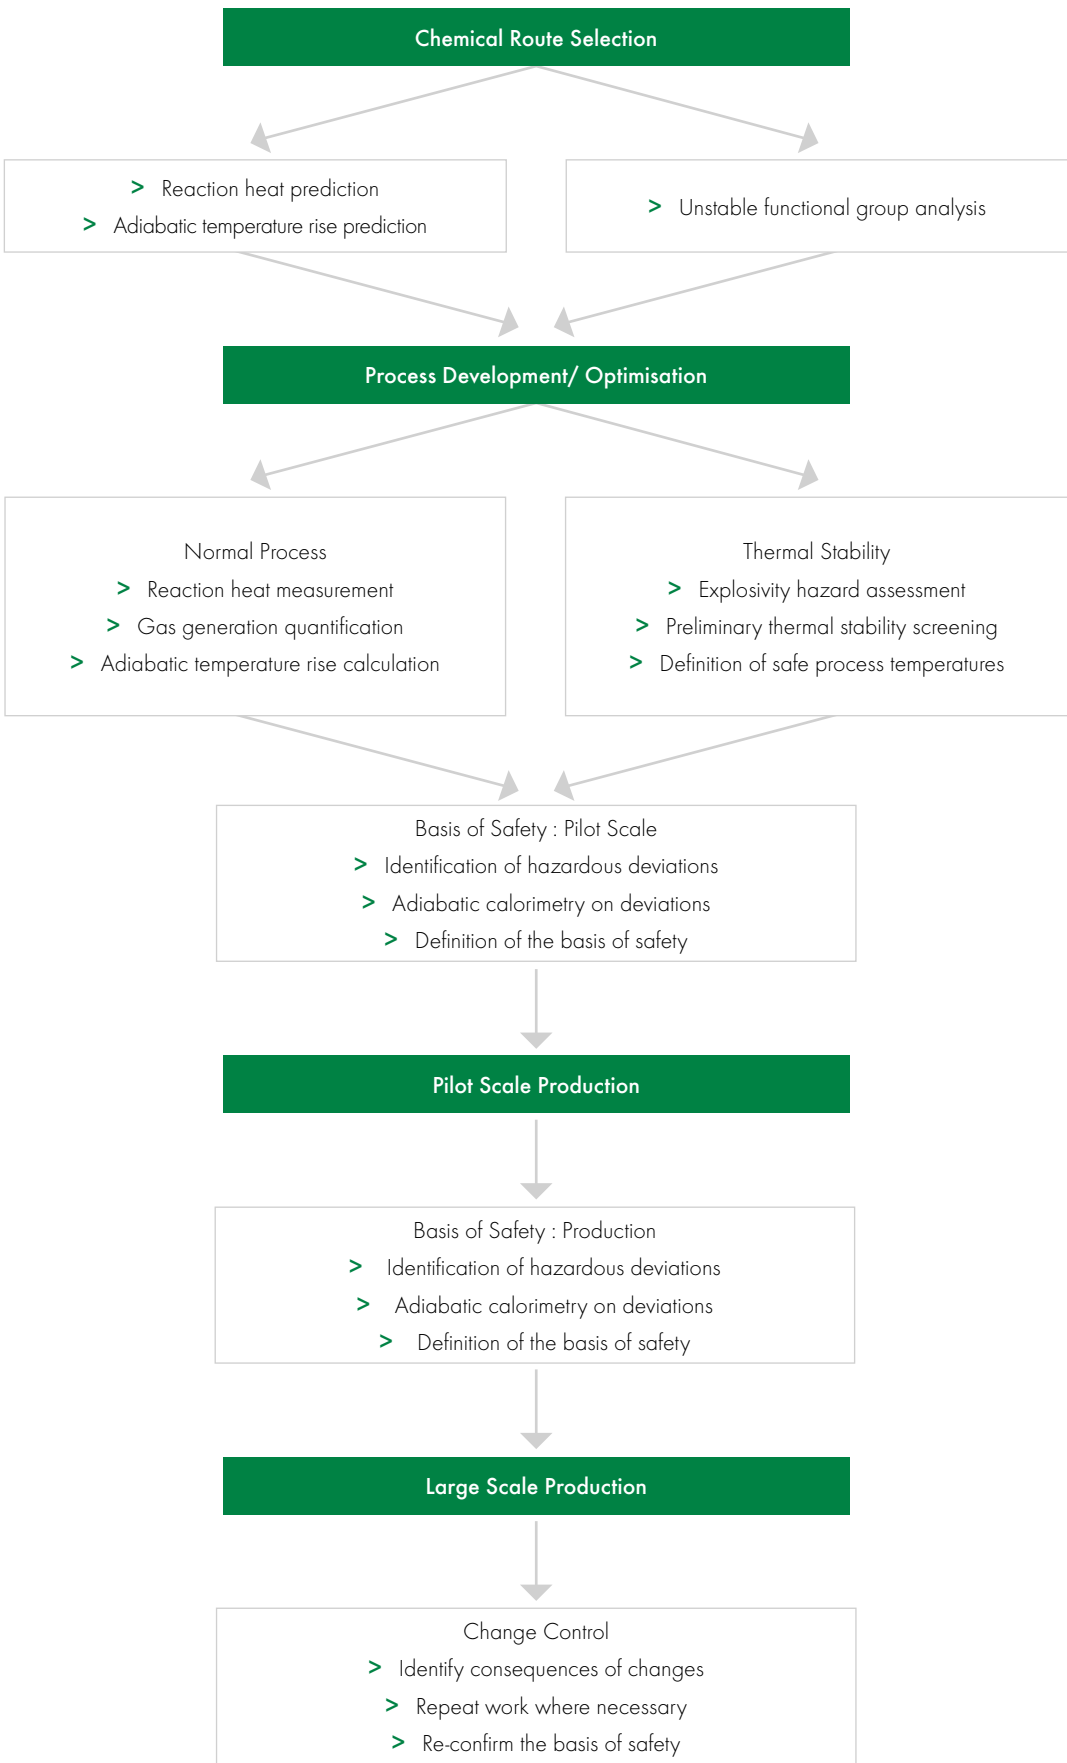 Chemical Route Selection
> Reaction heat prediction
> Adiabatic temperature rise prediction
> Unstable functional group analysis
Process Development/ Optimisation
Normal Process
> Reaction heat measurement
> Gas generation quantification
> Adiabatic temperature rise calculation
Thermal Stability
> Explosivity hazard assessment
> Preliminary thermal stability screening
> Definition of safe process temperatures
Basis of Safety : Pilot Scale
> Identification of hazardous deviations
> Adiabatic calorimetry on deviations
> Definition of the basis of safety
Pilot Scale Production
Basis of Safety : Production
> Identification of hazardous deviations
> Adiabatic calorimetry on deviations
> Definition of the basis of safety
Large Scale Production
Change Control
> Identify consequences of changes
> Repeat work where necessary
> Re-confirm the basis of safety